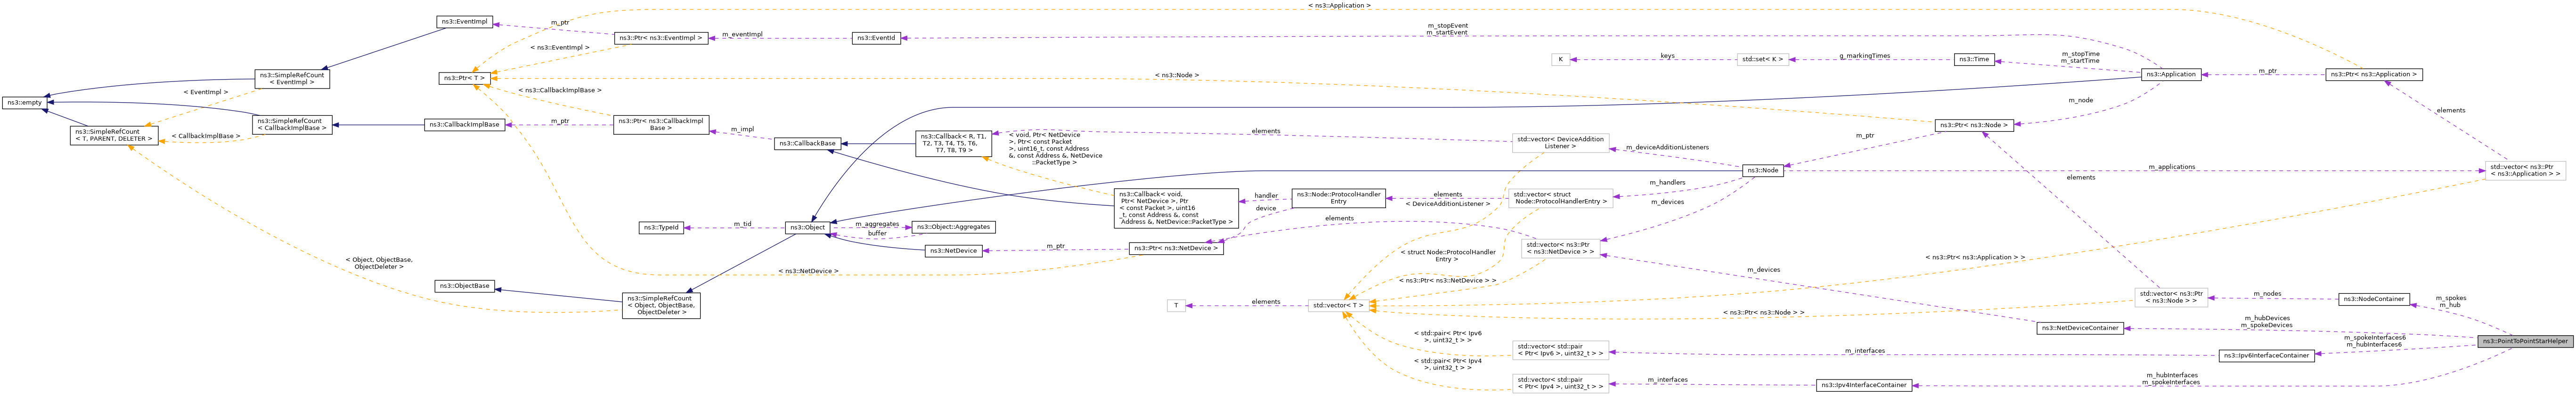 < ns3::Application >
ns3::EventImpl
m_ptr
m_stopEvent
m_startEvent
ns3::Ptr< ns3::EventImpl >
m_eventImpl
ns3::EventId
< ns3::EventImpl >
K
keys
std::set< K >
g_markingTimes
ns3::Time
m_stopTime
m_startTime
ns3::SimpleRefCount
< EventImpl >
ns3::Ptr< T >
< ns3::Node >
ns3::Application
m_ptr
ns3::Ptr< ns3::Application >
< EventImpl >
< ns3::CallbackImplBase >
ns3::empty
m_node
elements
ns3::SimpleRefCount
< CallbackImplBase >
ns3::CallbackImplBase
m_ptr
ns3::Ptr< ns3::CallbackImpl
Base >
m_impl
ns3::Ptr< ns3::Node >
ns3::SimpleRefCount
< T, PARENT, DELETER >
< CallbackImplBase >
ns3::CallbackBase
ns3::Callback< R, T1,
T2, T3, T4, T5, T6,
T7, T8, T9 >
< void, Ptr< NetDevice
>, Ptr< const Packet
>, uint16_t, const Address
&, const Address &, NetDevice
::PacketType >
elements
std::vector< DeviceAddition
Listener >
m_deviceAdditionListeners
m_ptr
ns3::Node
m_applications
std::vector< ns3::Ptr
< ns3::Application > >
elements
m_handlers
ns3::Callback< void,
Ptr< NetDevice >, Ptr
< const Packet >, uint16
_t, const Address &, const
Address &, NetDevice::PacketType >
handler
device
ns3::Node::ProtocolHandler
Entry
elements
< DeviceAdditionListener >
std::vector< struct
Node::ProtocolHandlerEntry >
m_devices
elements
ns3::TypeId
m_tid
ns3::Object
m_aggregates
buffer
ns3::Object::Aggregates
ns3::NetDevice
m_ptr
ns3::Ptr< ns3::NetDevice >
std::vector< ns3::Ptr
< ns3::NetDevice > >
< Object, ObjectBase,
ObjectDeleter >
< ns3::NetDevice >
< struct Node::ProtocolHandler
Entry >
< ns3::Ptr< ns3::Application > >
m_devices
< ns3::Ptr< ns3::NetDevice > >
ns3::ObjectBase
ns3::SimpleRefCount
< Object, ObjectBase,
ObjectDeleter >
T
elements
std::vector< T >
std::vector< ns3::Ptr
< ns3::Node > >
m_nodes
ns3::NodeContainer
m_spokes
m_hub
< ns3::Ptr< ns3::Node > >
m_hubDevices
m_spokeDevices
ns3::NetDeviceContainer
< std::pair< Ptr< Ipv6
>, uint32_t > >
m_spokeInterfaces6
m_hubInterfaces6
ns3::PointToPointStarHelper
std::vector< std::pair
< Ptr< Ipv6 >, uint32_t > >
m_interfaces
ns3::Ipv6InterfaceContainer
< std::pair< Ptr< Ipv4
>, uint32_t > >
std::vector< std::pair
< Ptr< Ipv4 >, uint32_t > >
m_interfaces
ns3::Ipv4InterfaceContainer
m_hubInterfaces
m_spokeInterfaces